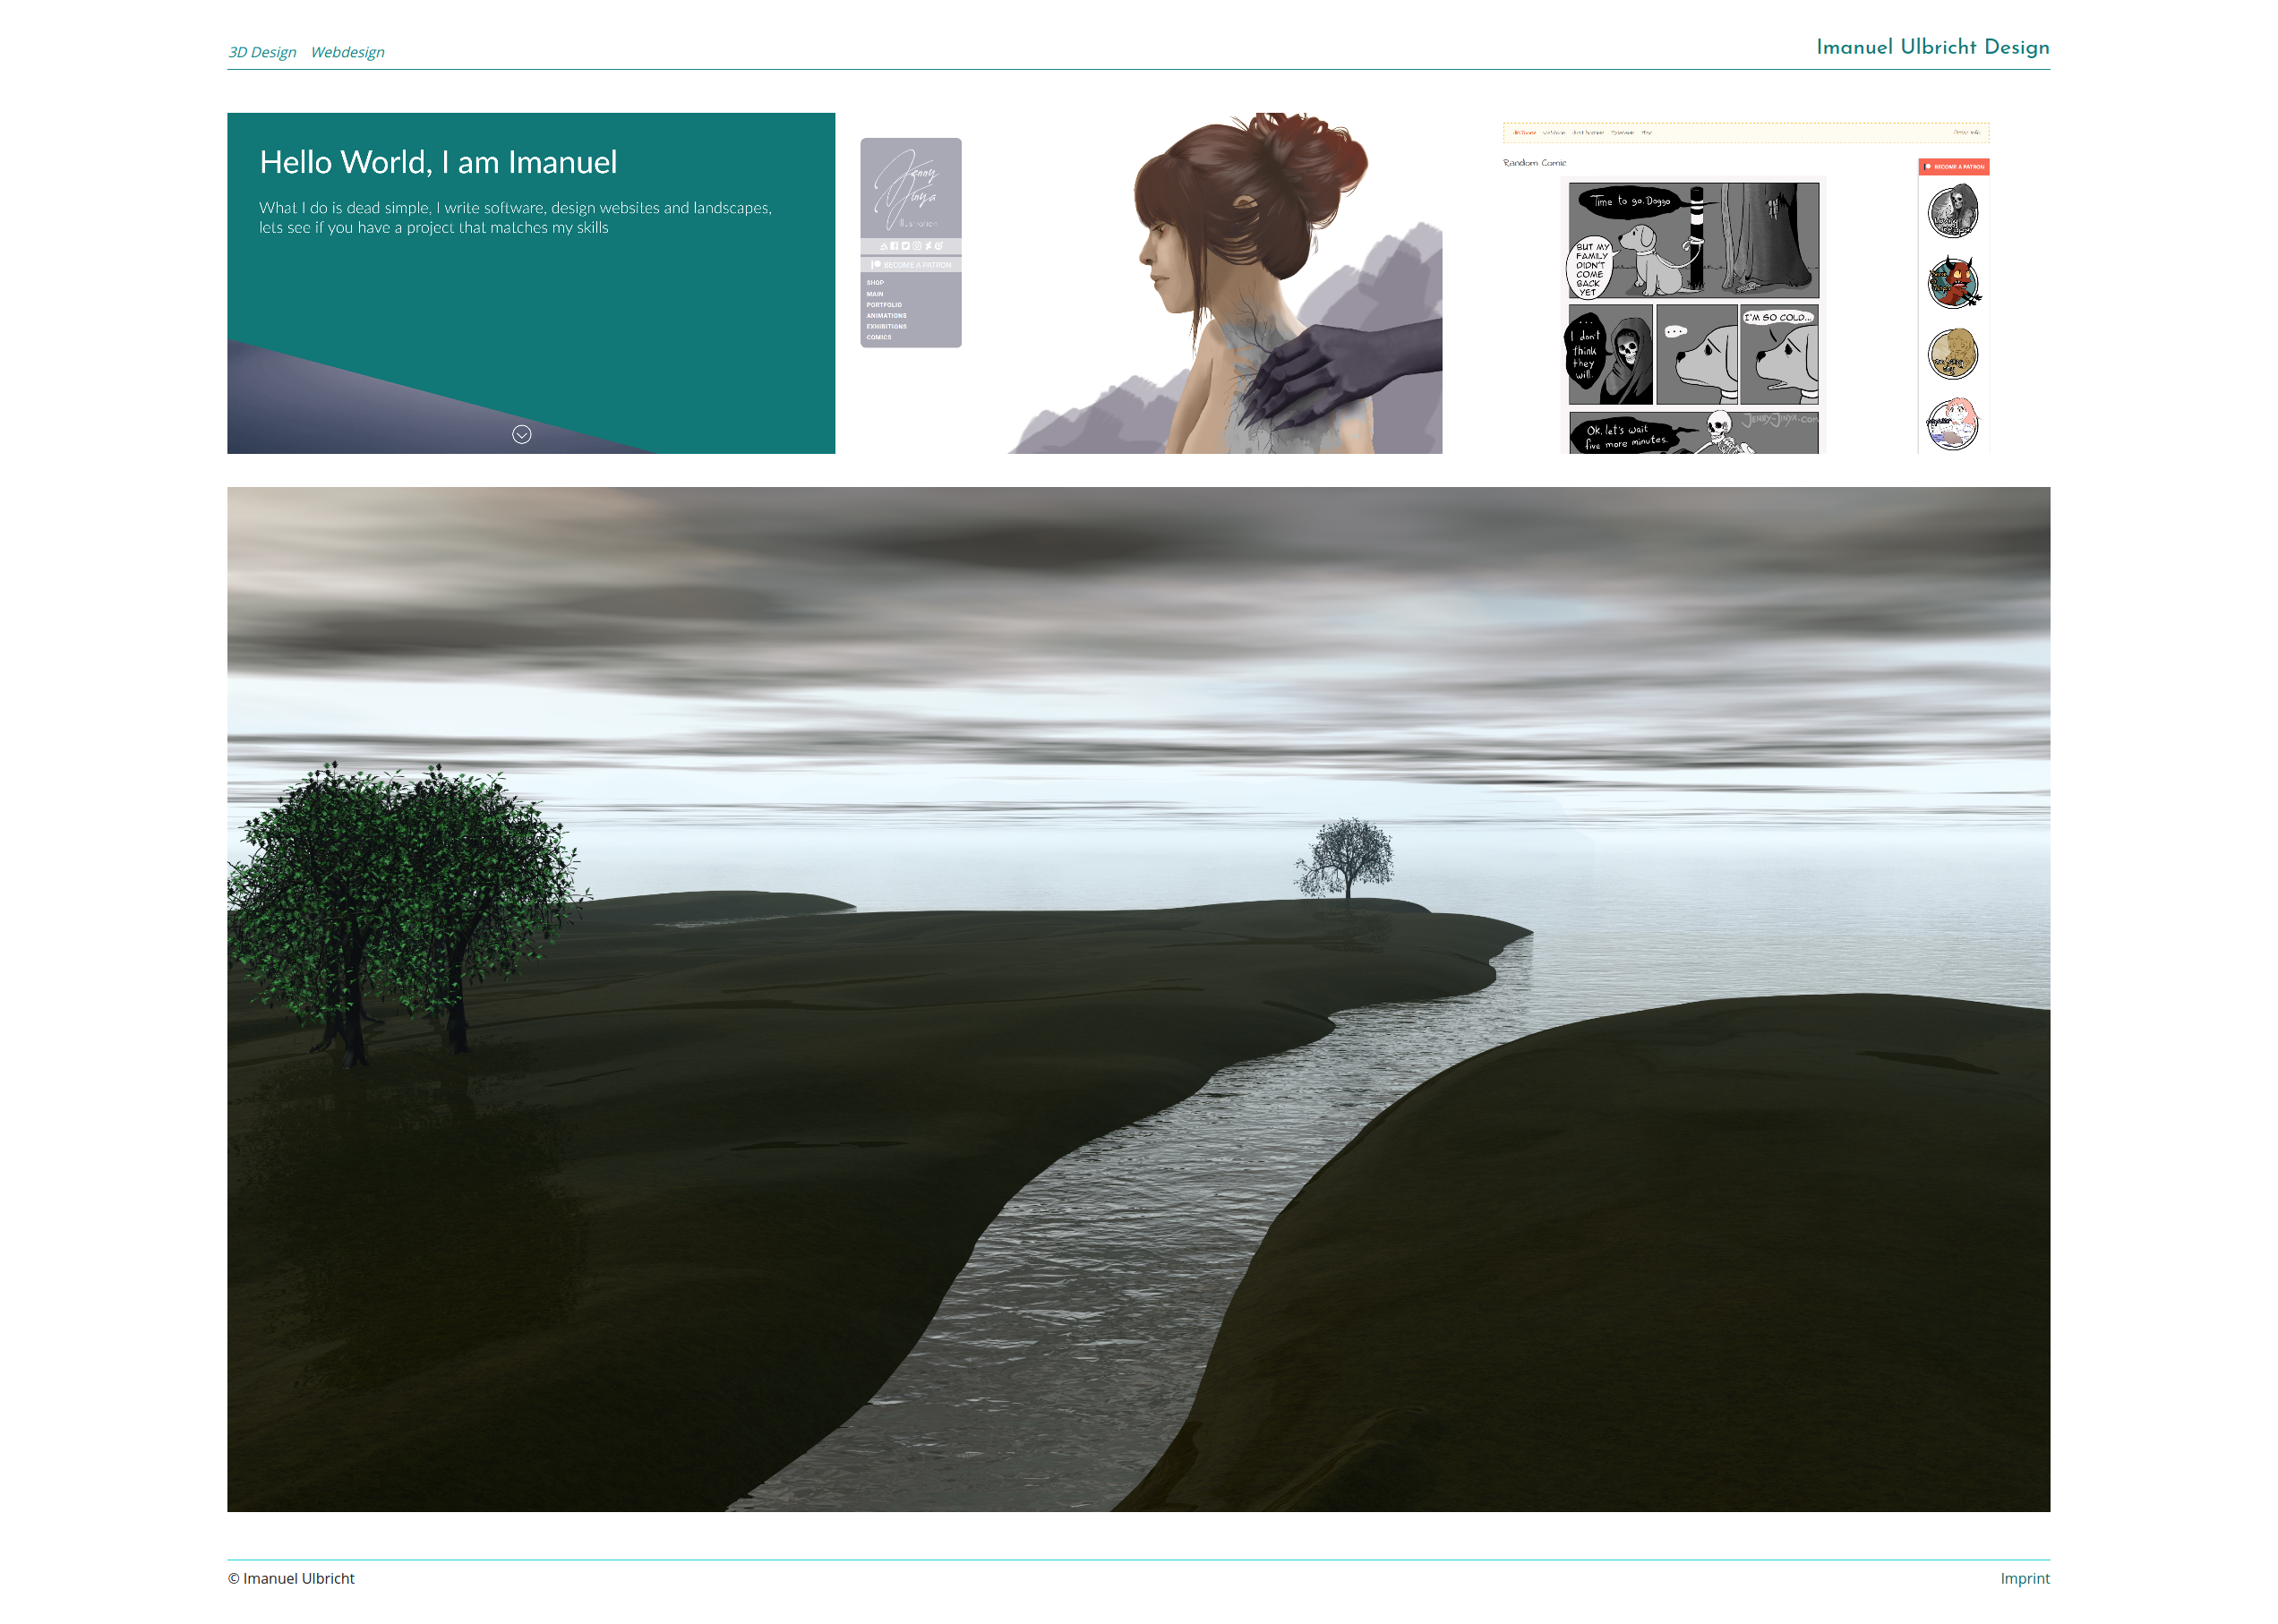 3D Design Webdesign
Imanuel Ulbricht Design
Hello World, I am Imanuel
What I do is dead simple, I write software, design websites and landscapes,
lets see if you have a project that matches my skills
Jenny
Jinya
Illustration
BECOME A PATRON
SHOP
MAIN
PORTFOLIO
ANIMATIONS
EXHIBITIONS
COMICS
Random Comic
BECOME A PATRON
Time to go, Doggo
BUT MY
FAMILY
DIDN'T
COME
BACK
YET
...
I don't
think
they
will.
...
I'M SO COLD...
JENNY-JINYA.com
Ok, let's wait
five more minutes.
© Imanuel Ulbricht
Imprint